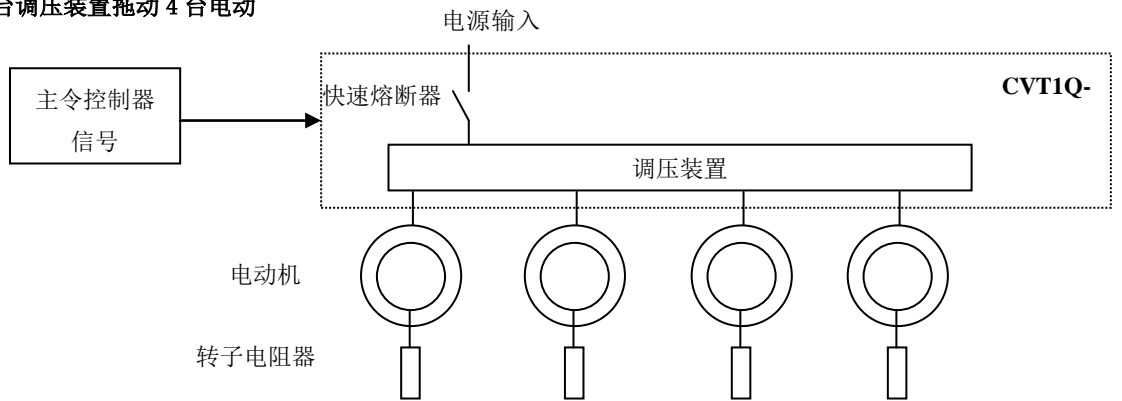 台调压装置拖动 4 台电动
电源输入
主令控制器
信号
快速熔断器
CVT1Q-
调压装置
电动机
转子电阻器